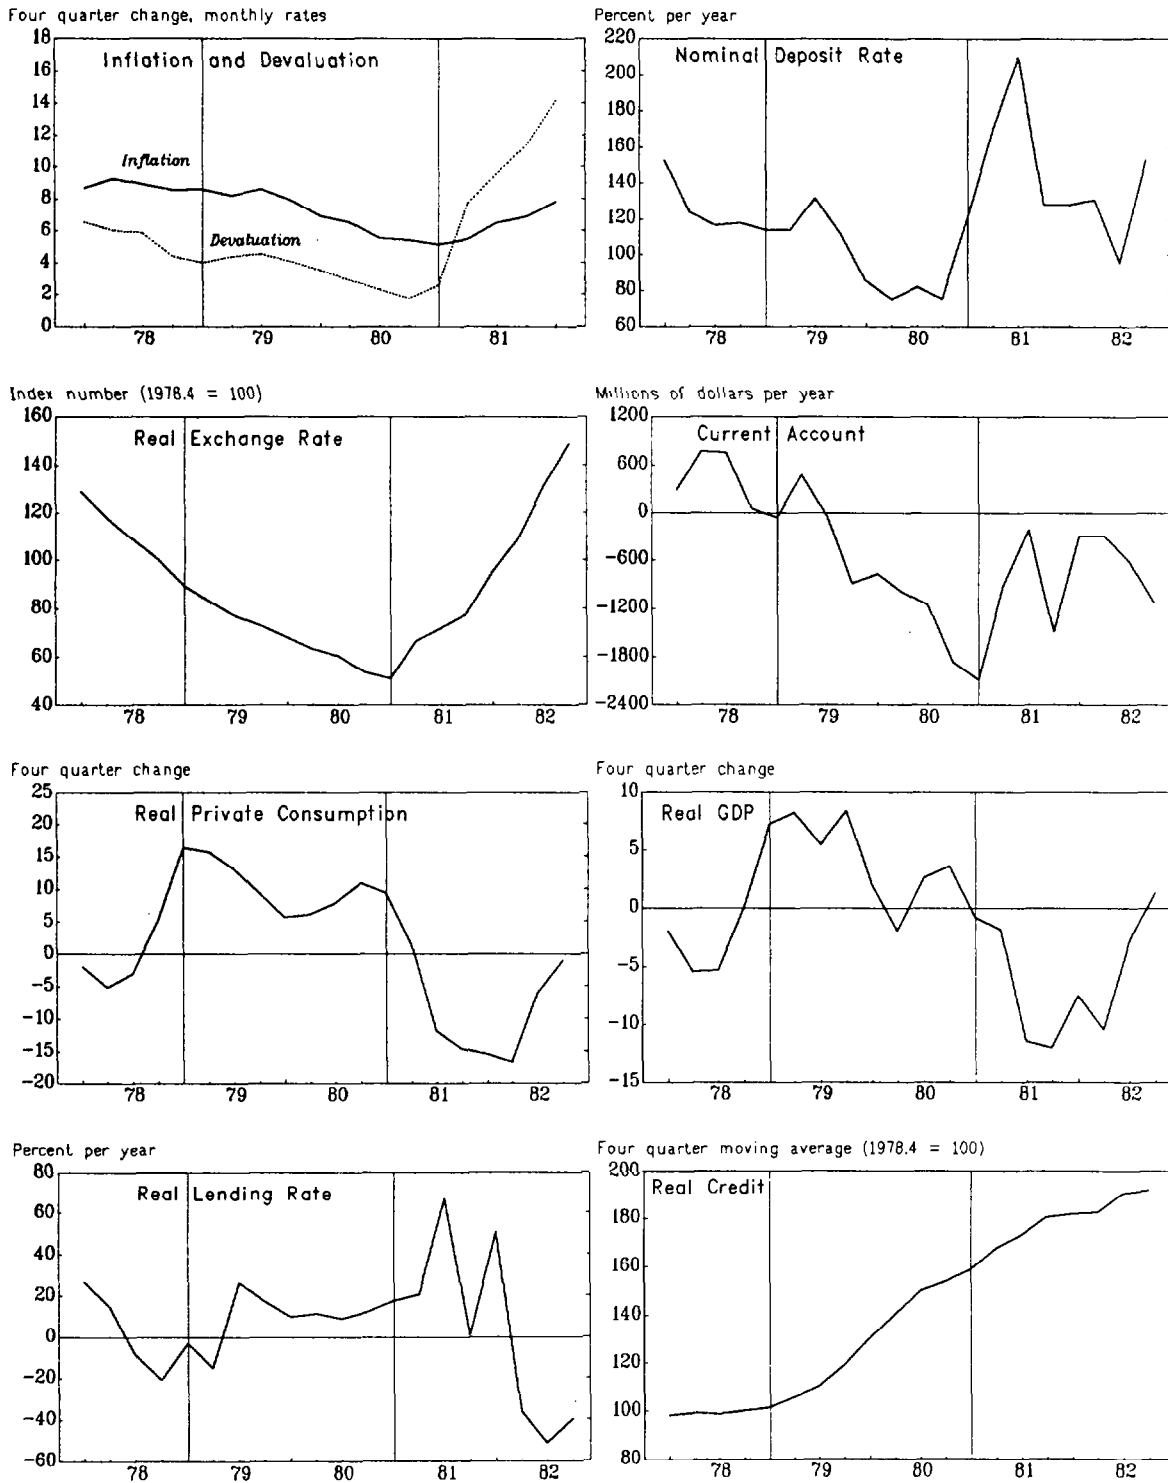 Four quarter change, monthly rates
18
16
14
12
10
8
6
4
2
0
Inflation and Devaluation
Inflation
Devaluation
78 79 80 81
Percent per year
220
200
180
160
140
120
100
80
60
Nominal Deposit Rate
78 79 80 81 82
Index number (1978.4 = 100)
160
140
120
100
80
60
40
Real Exchange Rate
78 79 80 81 82
Millions of dollars per year
1200
600
0
-600
-1200
-1800
-2400
Current Account
78 79 80 81 82
Four quarter change
25
20
15
10
5
0
-5
-10
-15
-20
Real Private Consumption
78 79 80 81 82
Four quarter change
10
5
0
-5
-10
-15
Real GDP
78 79 80 81 82
Percent per year
80
60
40
20
0
-20
-40
-60
Real Lending Rate
78 79 80 81 82
Four quarter moving average (1978.4 = 100)
200
180
160
140
120
100
80
Real Credit
78 79 80 81 82